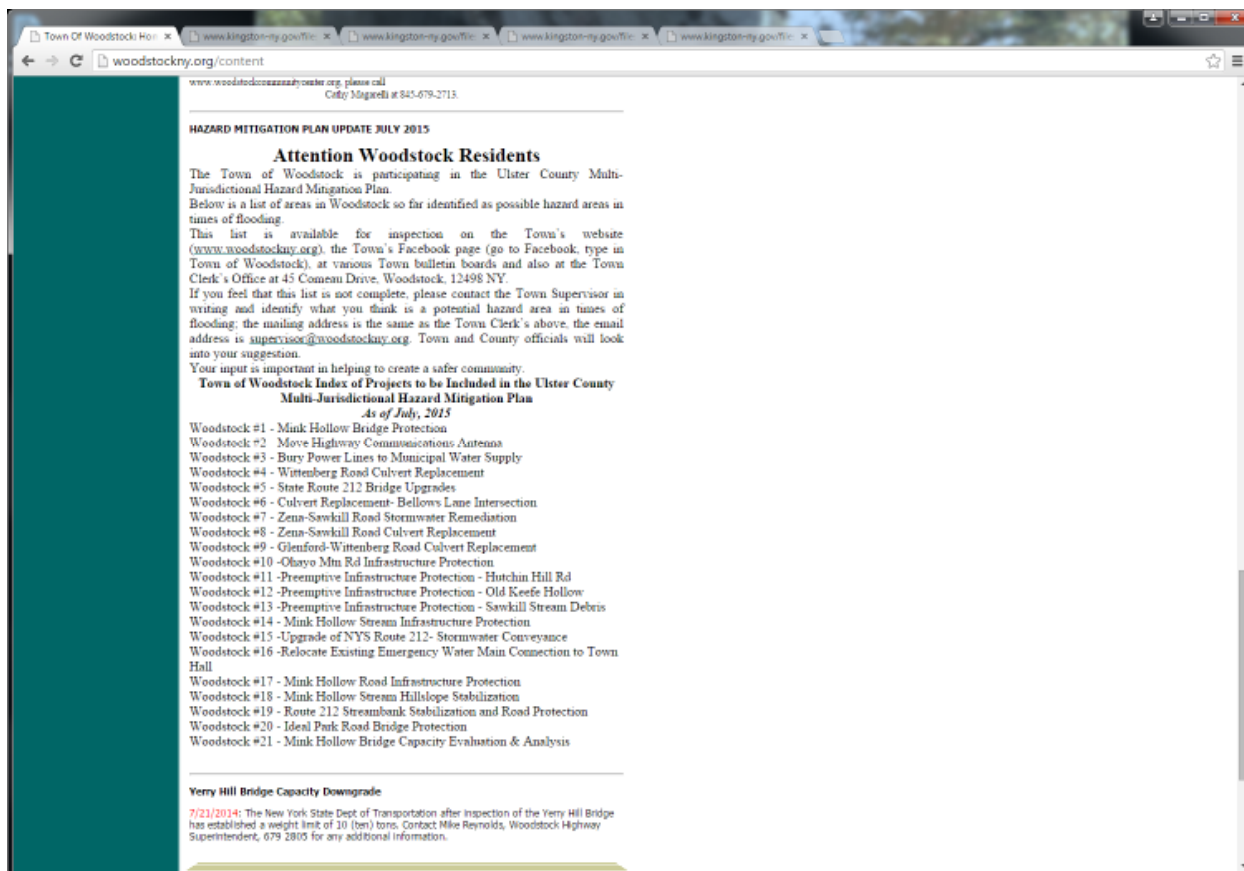 Town Of Woodstock: Hom
www.kingston-ny.gov/file
www.kingston-ny.gov/file
www.kingston-ny.gov/file
www.kingston-ny.gov/file
woodstockny.org/content
www.woodstockcommunitycenter.org, please call
Cathy Magarelli at 845-679-2713.
HAZARD MITIGATION PLAN UPDATE JULY 2015
Attention Woodstock Residents
The Town of Woodstock is participating in the Ulster County Multi-
Jurisdictional Hazard Mitigation Plan.
Below is a list of areas in Woodstock so far identified as possible hazard areas in
times of flooding.
This list is available for inspection on the Town's website
(www.woodstockny.org), the Town's Facebook page (go to Facebook, type in
Town of Woodstock), at various Town bulletin boards and also at the Town
Clerk's Office at 45 Comeau Drive, Woodstock, 12498 NY.
If you feel that this list is not complete, please contact the Town Supervisor in
writing and identify what you think is a potential hazard area in times of
flooding; the mailing address is the same as the Town Clerk's above, the email
address is supervisor@woodstockny.org. Town and County officials will look
into your suggestion.
Your input is important in helping to create a safer community.
Town of Woodstock Index of Projects to be Included in the Ulster County
Multi-Jurisdictional Hazard Mitigation Plan
As of July, 2015
Woodstock #1 - Mink Hollow Bridge Protection
Woodstock #2 Move Highway Communications Antenna
Woodstock #3 - Bury Power Lines to Municipal Water Supply
Woodstock #4 - Wittenberg Road Culvert Replacement
Woodstock #5 - State Route 212 Bridge Upgrades
Woodstock #6 - Culvert Replacement- Bellows Lane Intersection
Woodstock #7 - Zena-Sawkill Road Stormwater Remediation
Woodstock #8 - Zena-Sawkill Road Culvert Replacement
Woodstock #9 - Glenford-Wittenberg Road Culvert Replacement
Woodstock #10 -Ohayo Mtn Rd Infrastructure Protection
Woodstock #11 -Preemptive Infrastructure Protection - Hutchin Hill Rd
Woodstock #12 -Preemptive Infrastructure Protection - Old Keefe Hollow
Woodstock #13 -Preemptive Infrastructure Protection - Sawkill Stream Debris
Woodstock #14 - Mink Hollow Stream Infrastructure Protection
Woodstock #15 -Upgrade of NYS Route 212- Stormwater Conveyance
Woodstock #16 -Relocate Existing Emergency Water Main Connection to Town
Hall
Woodstock #17 - Mink Hollow Road Infrastructure Protection
Woodstock #18 - Mink Hollow Stream Hillslope Stabilization
Woodstock #19 - Route 212 Streambank Stabilization and Road Protection
Woodstock #20 - Ideal Park Road Bridge Protection
Woodstock #21 - Mink Hollow Bridge Capacity Evaluation & Analysis
Yerry Hill Bridge Capacity Downgrade
7/21/2014: The New York State Dept of Transportation after inspection of the Yerry Hill Bridge
has established a weight limit of 10 (ten) tons. Contact Mike Reynolds, Woodstock Highway
Superintendent, 679 2805 for any additional information.